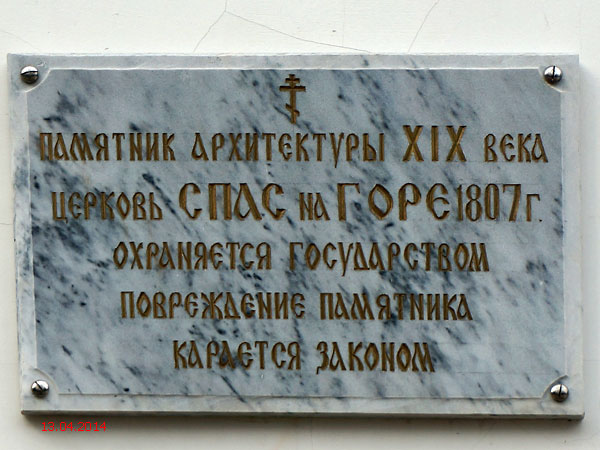 ПАМЯТНИК АРХИТЕКТУРЫ XIX ВЕКА
ЦЕРКОВЬ СПАС НА ГОРЕ 1807 Г.
ОХРАНЯЕТСЯ ГОСУДАРСТВОМ
ПОВРЕЖДЕНИЕ ПАМЯТНИКА
КАРАЕТСЯ ЗАКОНОМ